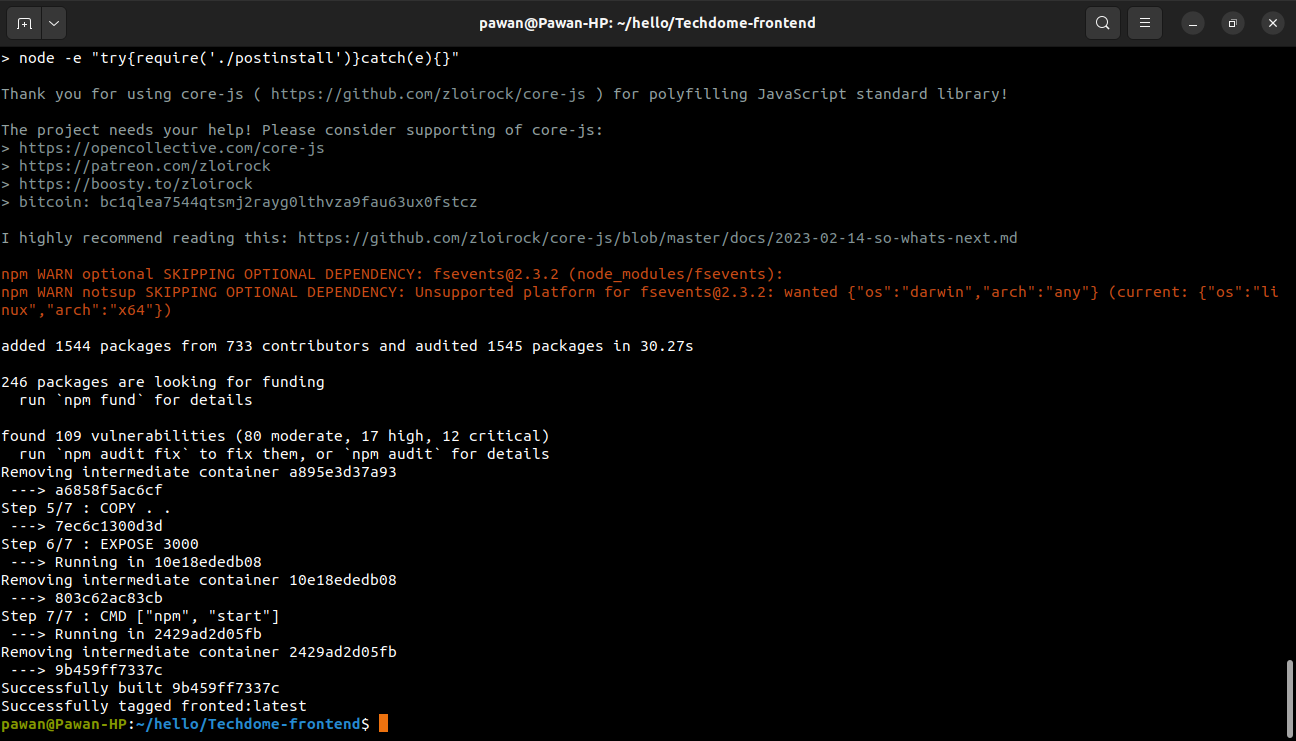 pawan@Pawan-HP: ~/hello/Techdome-frontend
> node -e "try{require('./postinstall')}catch(e){}"
Thank you for using core-js ( https://github.com/zloirock/core-js ) for polyfilling JavaScript standard library!
The project needs your help! Please consider supporting of core-js:
> https://opencollective.com/core-js
> https://patreon.com/zloirock
> https://boosty.to/zloirock
> bitcoin: bc1qlea7544qtsmj2rayg0lthvza9fau63ux0fstcz
I highly recommend reading this: https://github.com/zloirock/core-js/blob/master/docs/2023-02-14-so-whats-next.md
npm WARN optional SKIPPING OPTIONAL DEPENDENCY: fsevents@2.3.2 (node_modules/fsevents):
npm WARN notsup SKIPPING OPTIONAL DEPENDENCY: Unsupported platform for fsevents@2.3.2: wanted {"os":"darwin","arch":"any"} (current: {"os":"li
nux","arch":"x64"})
added 1544 packages from 733 contributors and audited 1545 packages in 30.27s
246 packages are looking for funding
  run `npm fund` for details
found 109 vulnerabilities (80 moderate, 17 high, 12 critical)
  run `npm audit fix` to fix them, or `npm audit` for details
Removing intermediate container a895e3d37a93
 ---> a6858f5ac6cf
Step 5/7 : COPY . .
 ---> 7ec6c1300d3d
Step 6/7 : EXPOSE 3000
 ---> Running in 10e18ededb08
Removing intermediate container 10e18ededb08
 ---> 803c62ac83cb
Step 7/7 : CMD ["npm", "start"]
 ---> Running in 2429ad2d05fb
Removing intermediate container 2429ad2d05fb
 ---> 9b459ff7337c
Successfully built 9b459ff7337c
Successfully tagged fronted:latest
pawan@Pawan-HP:~/hello/Techdome-frontend$